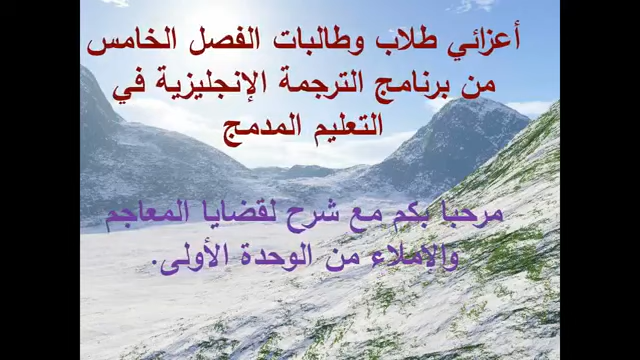 أعزائي طلاب وطالبات الفصل الخامس
من برنامج الترجمة الإنجليزية في
التعليم المدمج
مرحبا بكم مع شرح لقضايا المعاجم
والإملاء من الوحدة الأولى.